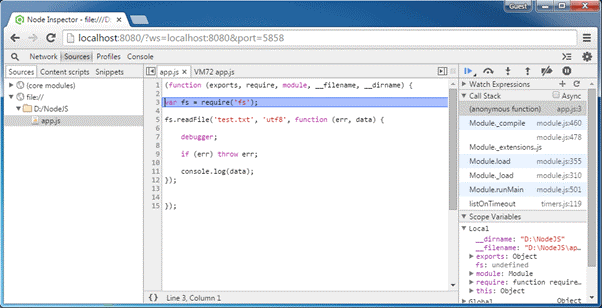 Guest
Node Inspector - file:///D
localhost:8080/?ws=localhost:8080&port=5858
Network Sources Profiles Console
Sources Content scripts Snippets
(core modules)
file://
D:/NodeJS
app.js
app.js × VM72 app.js
1 (function (exports, require, module, __filename, __dirname) {
2
3 var fs = require('fs');
4
5 fs.readFile('test.txt', 'utf8', function (err, data) {
6
7 debugger;
8
9 if (err) throw err;
10
11 console.log(data);
12 });
13
14
15 });
{} Line 3, Column 1
Watch Expressions
Call Stack Async
(anonymous function) app.js:3
Module._compile module.js:460
module.js:478
Module._extensions.js
Module.load module.js:355
Module._load module.js:310
Module.runMain module.js:501
listOnTimeout timers.js:119
Scope Variables
Local
__dirname: "D:\NodeJS"
__filename: "D:\NodeJS\ap…
exports: Object
fs: undefined
module: Module
require: function require…
this: Object
Global Object